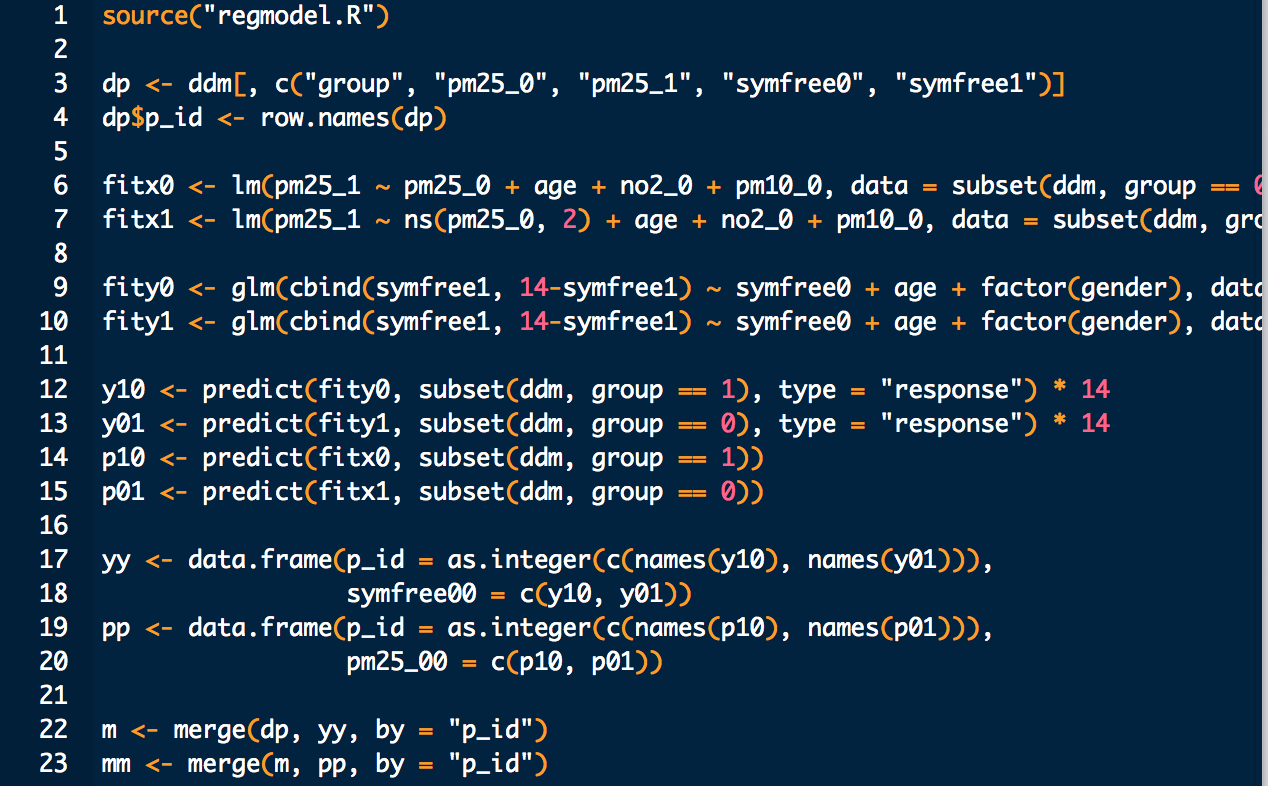 1 source("regmodel.R")
2
3 dp <- ddm[, c("group", "pm25_0", "pm25_1", "symfree0", "symfree1")]
4 dp$p_id <- row.names(dp)
5
6 fitx0 <- lm(pm25_1 ~ pm25_0 + age + no2_0 + pm10_0, data = subset(ddm, group ==
7 fitx1 <- lm(pm25_1 ~ ns(pm25_0, 2) + age + no2_0 + pm10_0, data = subset(ddm,
8
9 fity0 <- glm(cbind(symfree1, 14-symfree1) ~ symfree0 + age + factor(gender),
10 fity1 <- glm(cbind(symfree1, 14-symfree1) ~ symfree0 + age + factor(gender),
11
12 y10 <- predict(fity0, subset(ddm, group == 1), type = "response") * 14
13 y01 <- predict(fity1, subset(ddm, group == 0), type = "response") * 14
14 p10 <- predict(fitx0, subset(ddm, group == 1))
15 p01 <- predict(fitx1, subset(ddm, group == 0))
16
17 yy <- data.frame(p_id = as.integer(c(names(y10), names(y01))),
18 symfree00 = c(y10, y01))
19 pp <- data.frame(p_id = as.integer(c(names(p10), names(p01))),
20 pm25_00 = c(p10, p01))
21
22 m <- merge(dp, yy, by = "p_id")
23 mm <- merge(m, pp, by = "p_id")